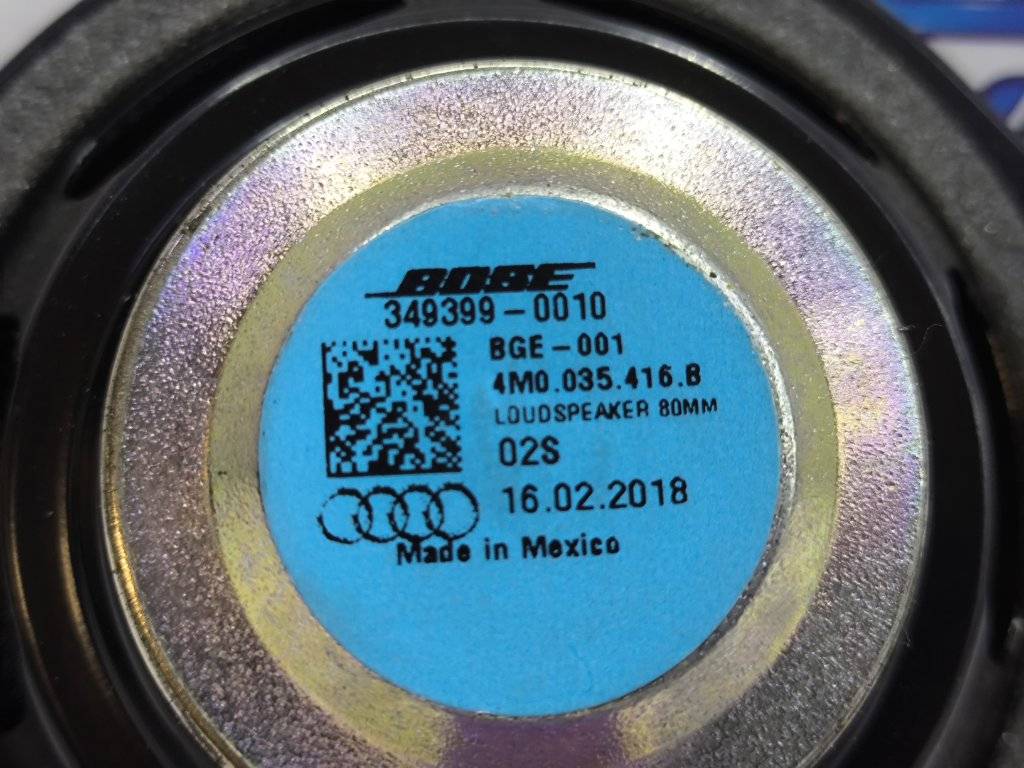 BOSE
349399-0010
BGE-001
4M0.035.416.B
LOUDSPEAKER 80MM
02S
16.02.2018
Made in Mexico